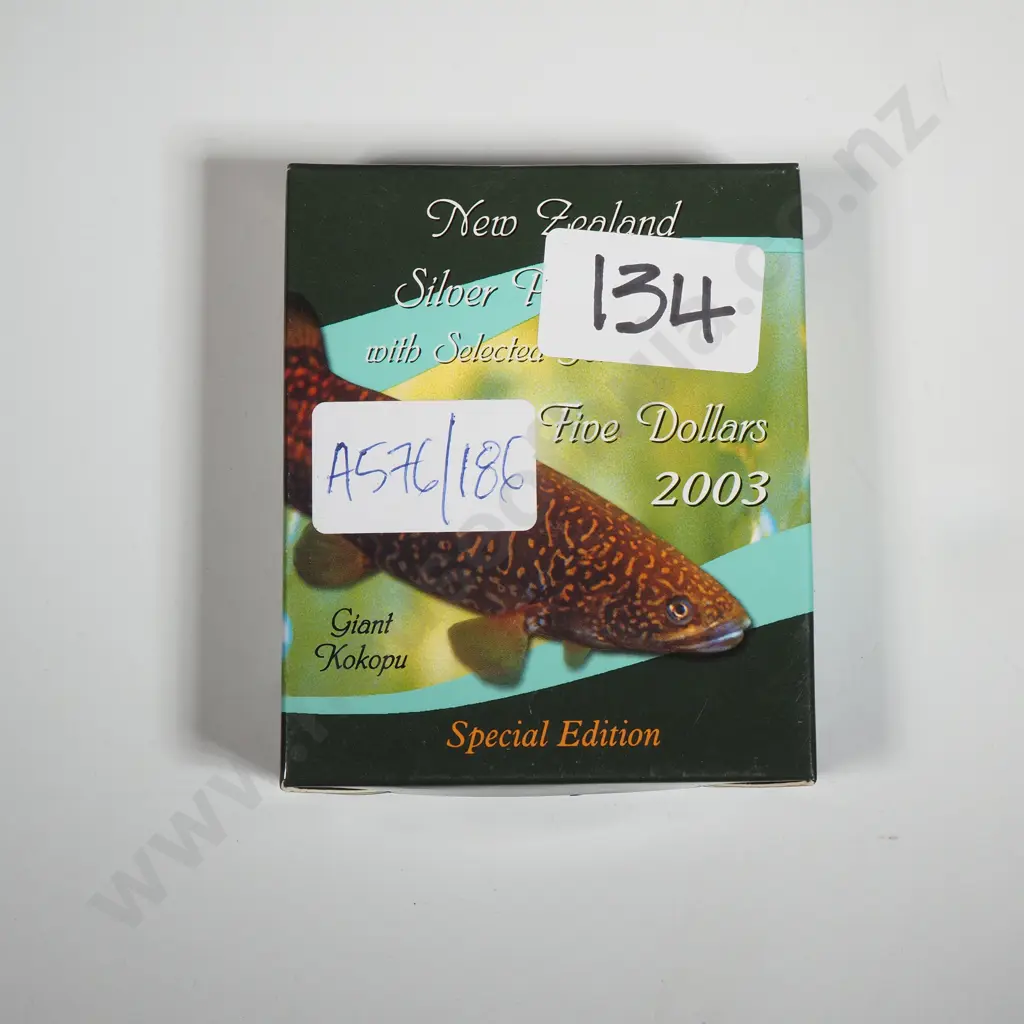 New Zealand
134
Silver
with Selected
Five Dollars
A576/186
2003
Giant
Kokopu
Special Edition